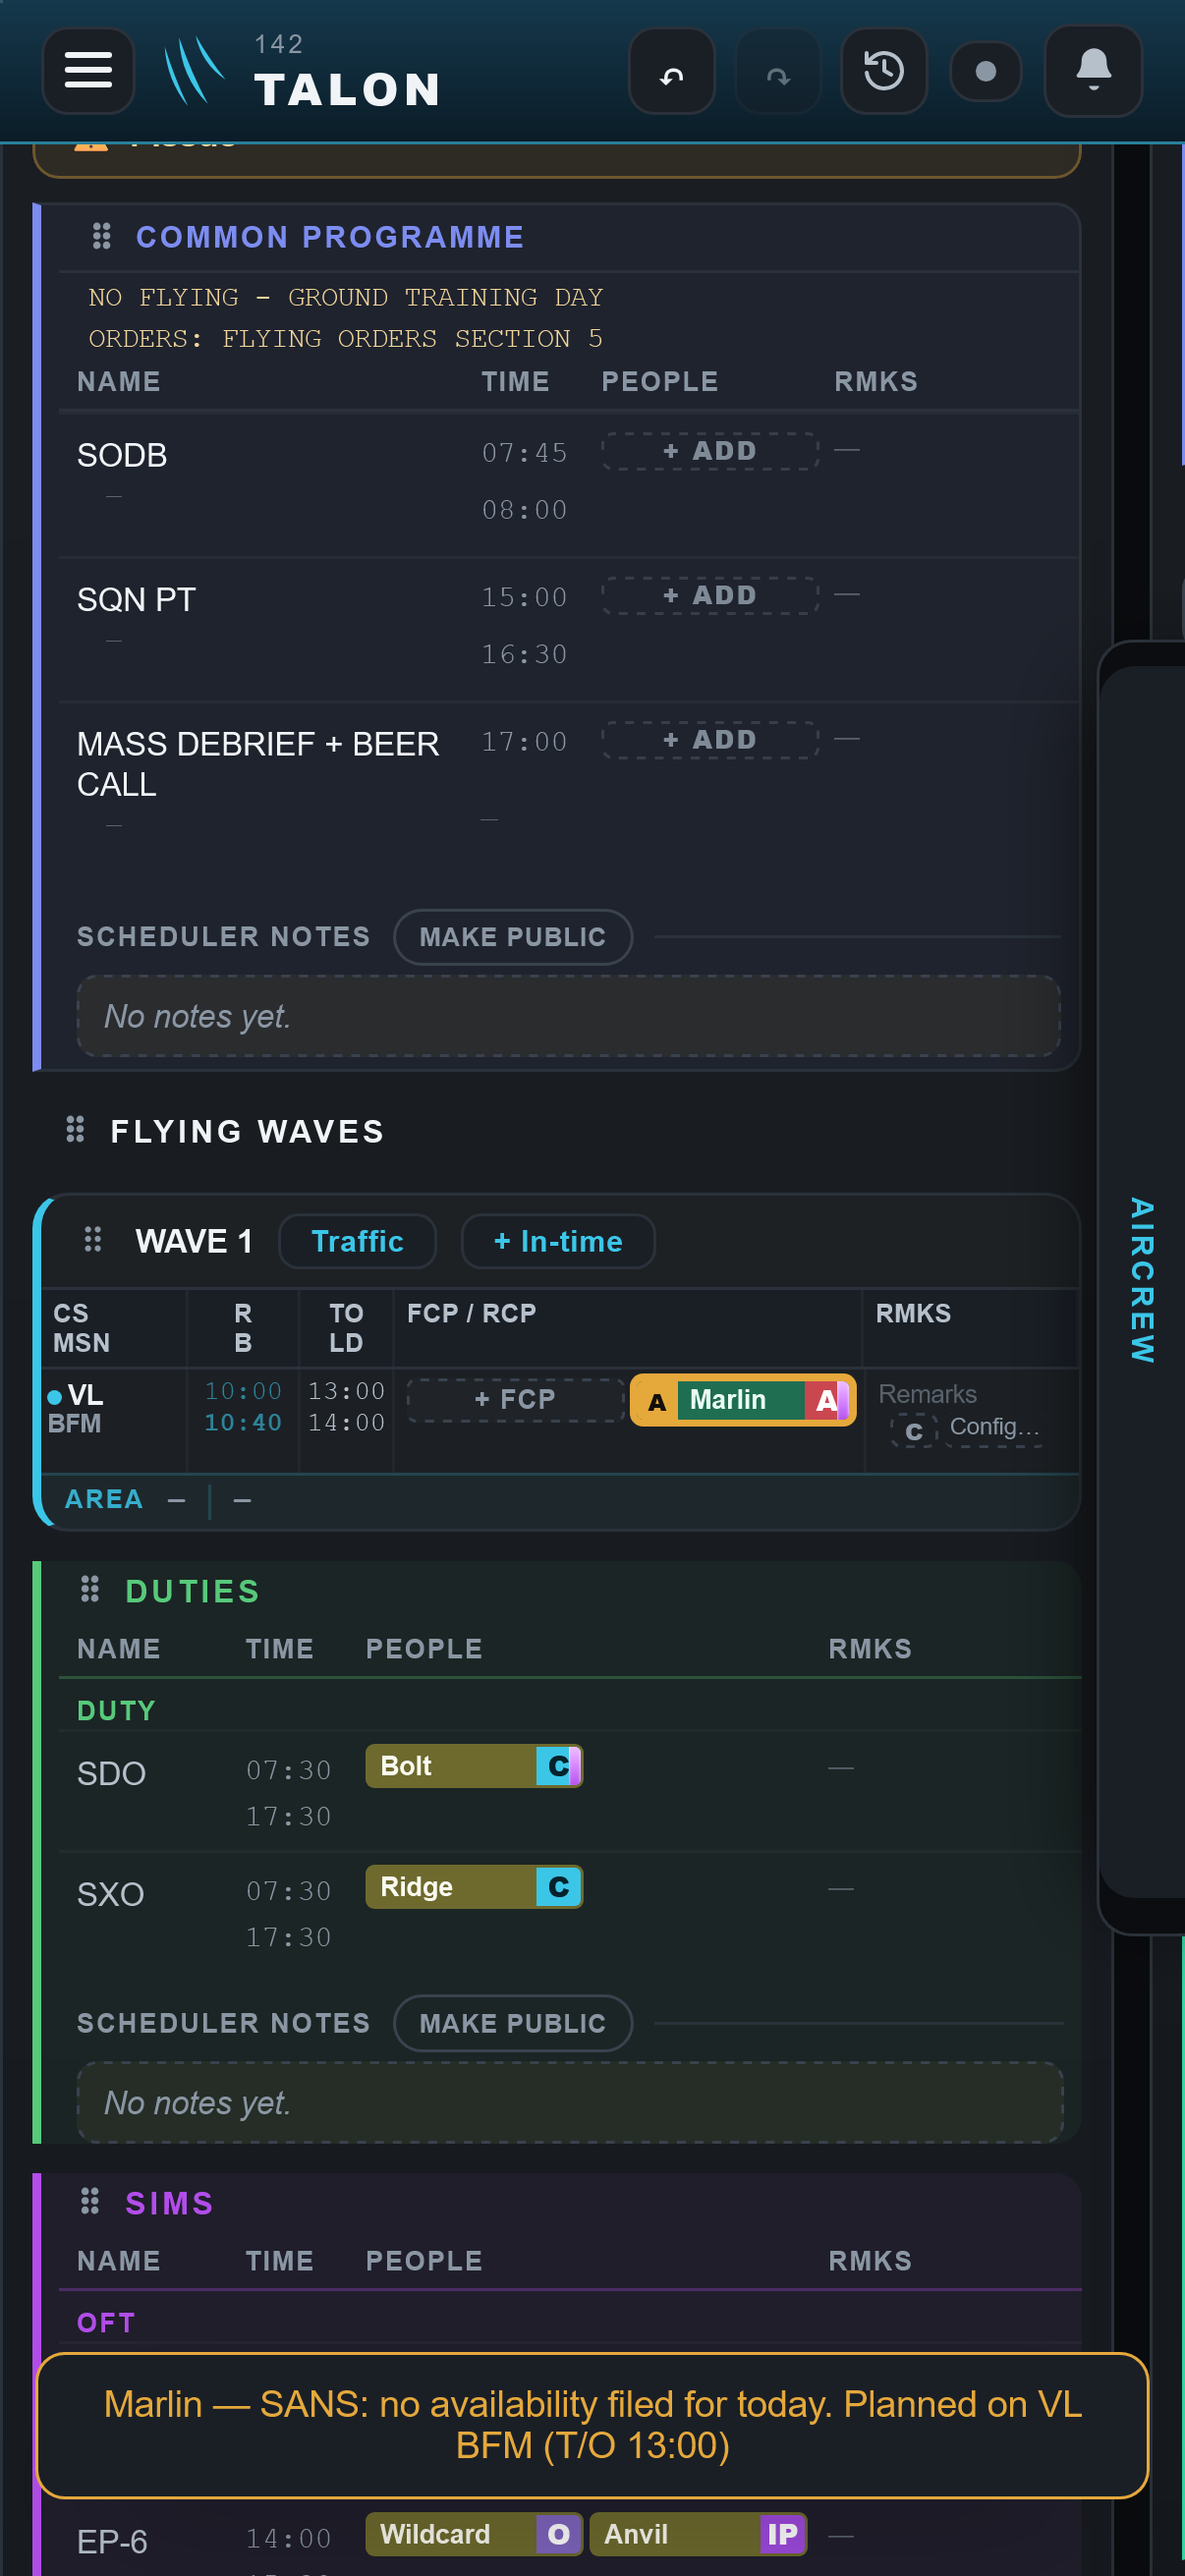 142
TALON
COMMON PROGRAMME
NO FLYING - GROUND TRAINING DAY
ORDERS: FLYING ORDERS SECTION 5
NAME TIME PEOPLE RMKS
SODB 07:45 + ADD —
— 08:00
SQN PT 15:00 + ADD —
— 16:30
MASS DEBRIEF + BEER CALL 17:00 + ADD —
— —
SCHEDULER NOTES MAKE PUBLIC
No notes yet.
FLYING WAVES
WAVE 1 Traffic + In-time
CS R TO FCP / RCP RMKS
MSN B LD
VL 10:00 13:00 + FCP A Marlin A Remarks
BFM 10:40 14:00 C Config...
AREA — | —
DUTIES
NAME TIME PEOPLE RMKS
DUTY
SDO 07:30 Bolt C —
17:30
SXO 07:30 Ridge C —
17:30
SCHEDULER NOTES MAKE PUBLIC
No notes yet.
SIMS
NAME TIME PEOPLE RMKS
OFT
Marlin — SANS: no availability filed for today. Planned on VL
BFM (T/O 13:00)
EP-6 14:00 Wildcard O Anvil IP —
AIRCREW